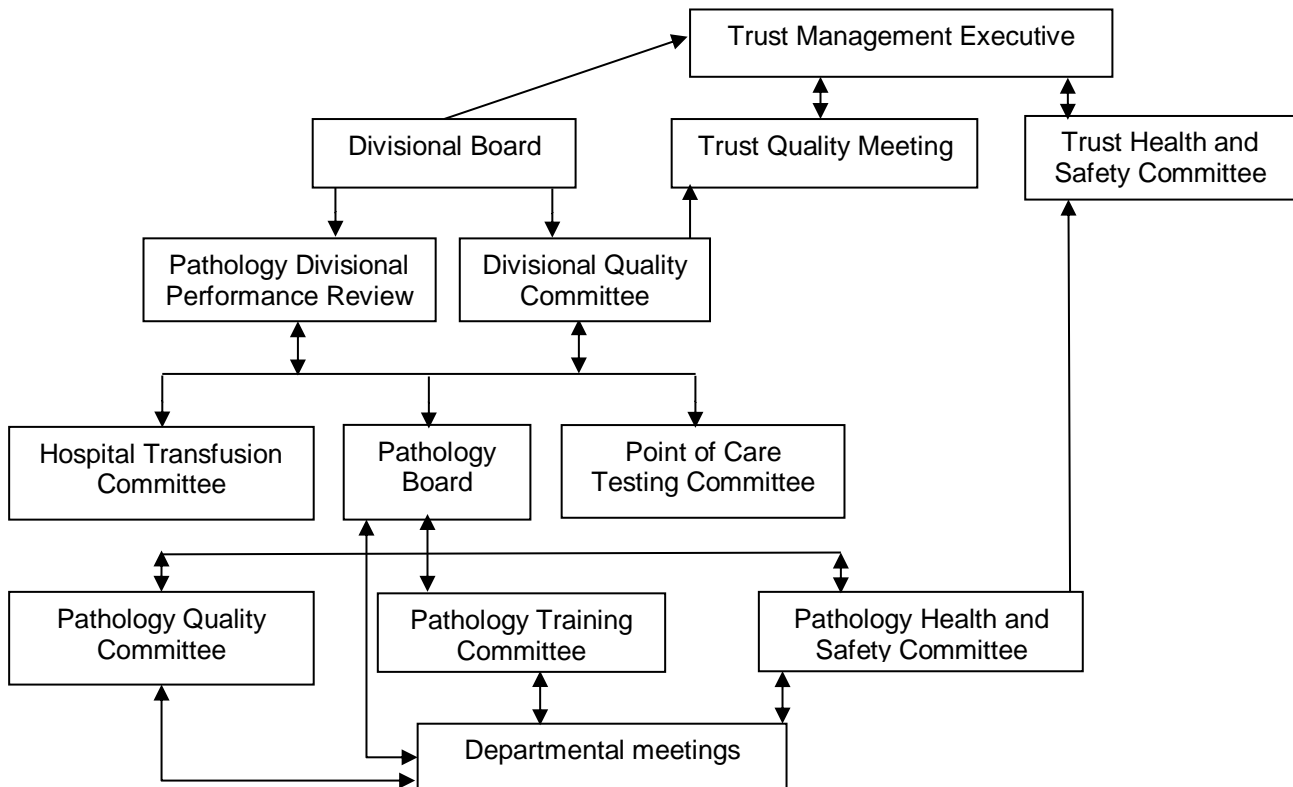 Trust Management Executive
Divisional Board
Trust Quality Meeting
Trust Health and
Safety Committee
Pathology Divisional
Performance Review
Divisional Quality
Committee
Hospital Transfusion
Committee
Pathology
Board
Point of Care
Testing Committee
Pathology Quality
Committee
Pathology Training
Committee
Pathology Health and
Safety Committee
Departmental meetings